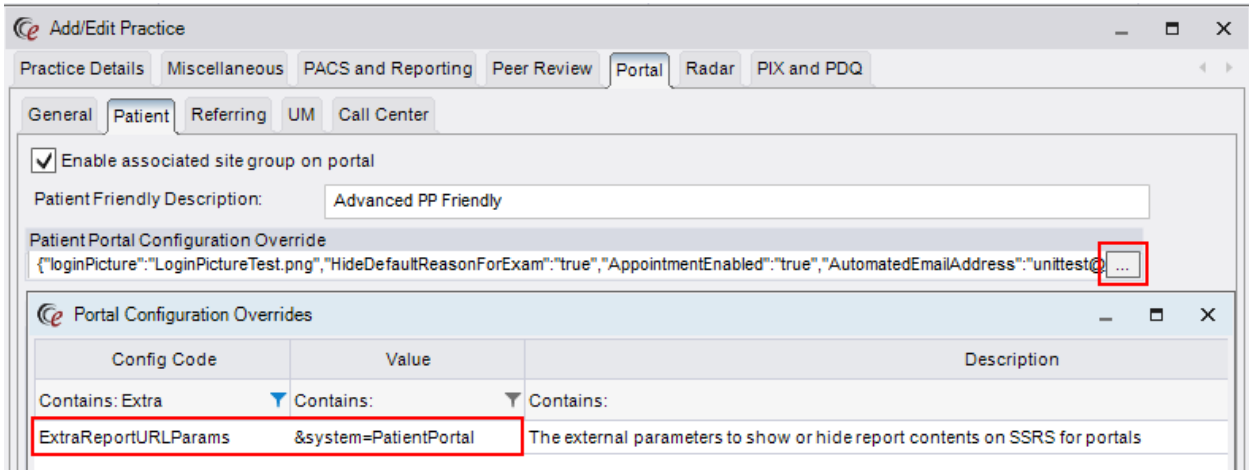 Add/Edit Practice
Practice Details Miscellaneous PACS and Reporting Peer Review Portal Radar PIX and PDQ
General Patient Referring UM Call Center
Enable associated site group on portal
Patient Friendly Description: Advanced PP Friendly
Patient Portal Configuration Override
{"loginPicture":"LoginPictureTest.png","HideDefaultReasonForExam":"true","AppointmentEnabled":"true","AutomatedEmailAddress":"unittest@ ...
Portal Configuration Overrides
Config Code Value Description
Contains: Extra Contains: Contains:
ExtraReportURLParams &system=PatientPortal The external parameters to show or hide report contents on SSRS for portals